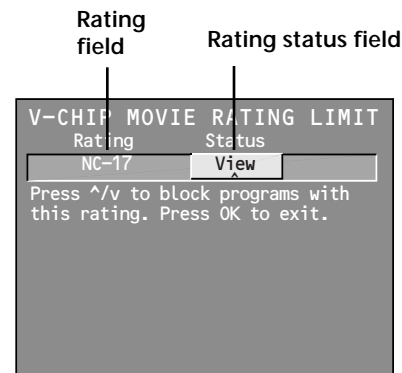 Rating
field
Rating status field
V-CHIP MOVIE RATING LIMIT
Rating Status
NC-17 View
^
Press ^/v to block programs with
this rating. Press OK to exit.